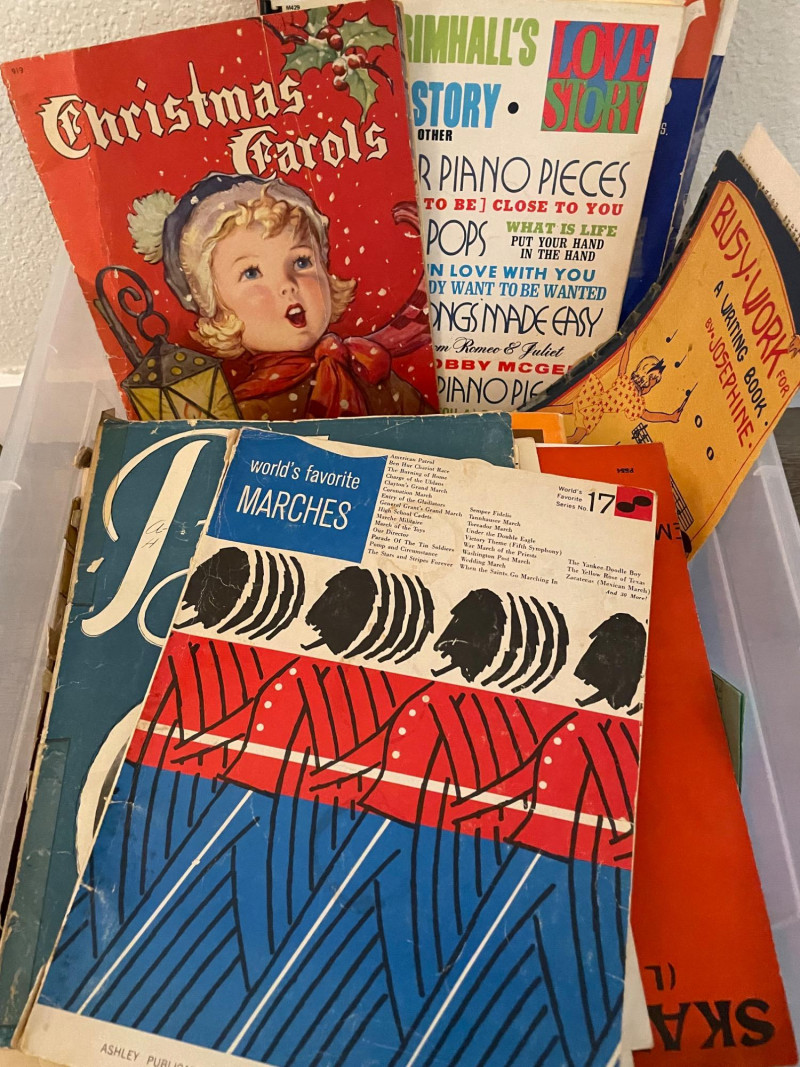 619
Christmas
Carols
M429
RIMHALL'S
STORY •
LOVE
STORY
OTHER
R PIANO PIECES
TO BE] CLOSE TO YOU
POPS
WHAT IS LIFE
PUT YOUR HAND
IN THE HAND
N LOVE WITH YOU
DY WANT TO BE WANTED
ONGS MADE EASY
om Romeo & Juliet
OBBY MCGE
PIANO PIE
BUSY-WORK FOR
A WRITING BOOK •
BY • JOSEPHINE •
world's favorite
MARCHES
American Patrol
Ben Hur Chariot Race
The Burning of Rome
Charge of the Uhlans
Clayton's Grand March
Coronation March
Entry of the Gladiators
General Grant's Grand March
High School Cadets
Marche Militaire
March of the Toys
Our Director
Parade Of The Tin Soldiers
Pomp and Circumstance
The Stars and Stripes Forever
Semper Fidelis
Tannhauser March
Toreador March
Under the Double Eagle
Victory Theme (Fifth Symphony)
War March of the Priests
Washington Post March
Wedding March
When the Saints Go Marching In
The Yankee Doodle Boy
The Yellow Rose of Texas
Zacatecas (Mexican March)
And 30 More!
World's
Favorite
Series No. 17
ASHLEY PUBLICA
SKA